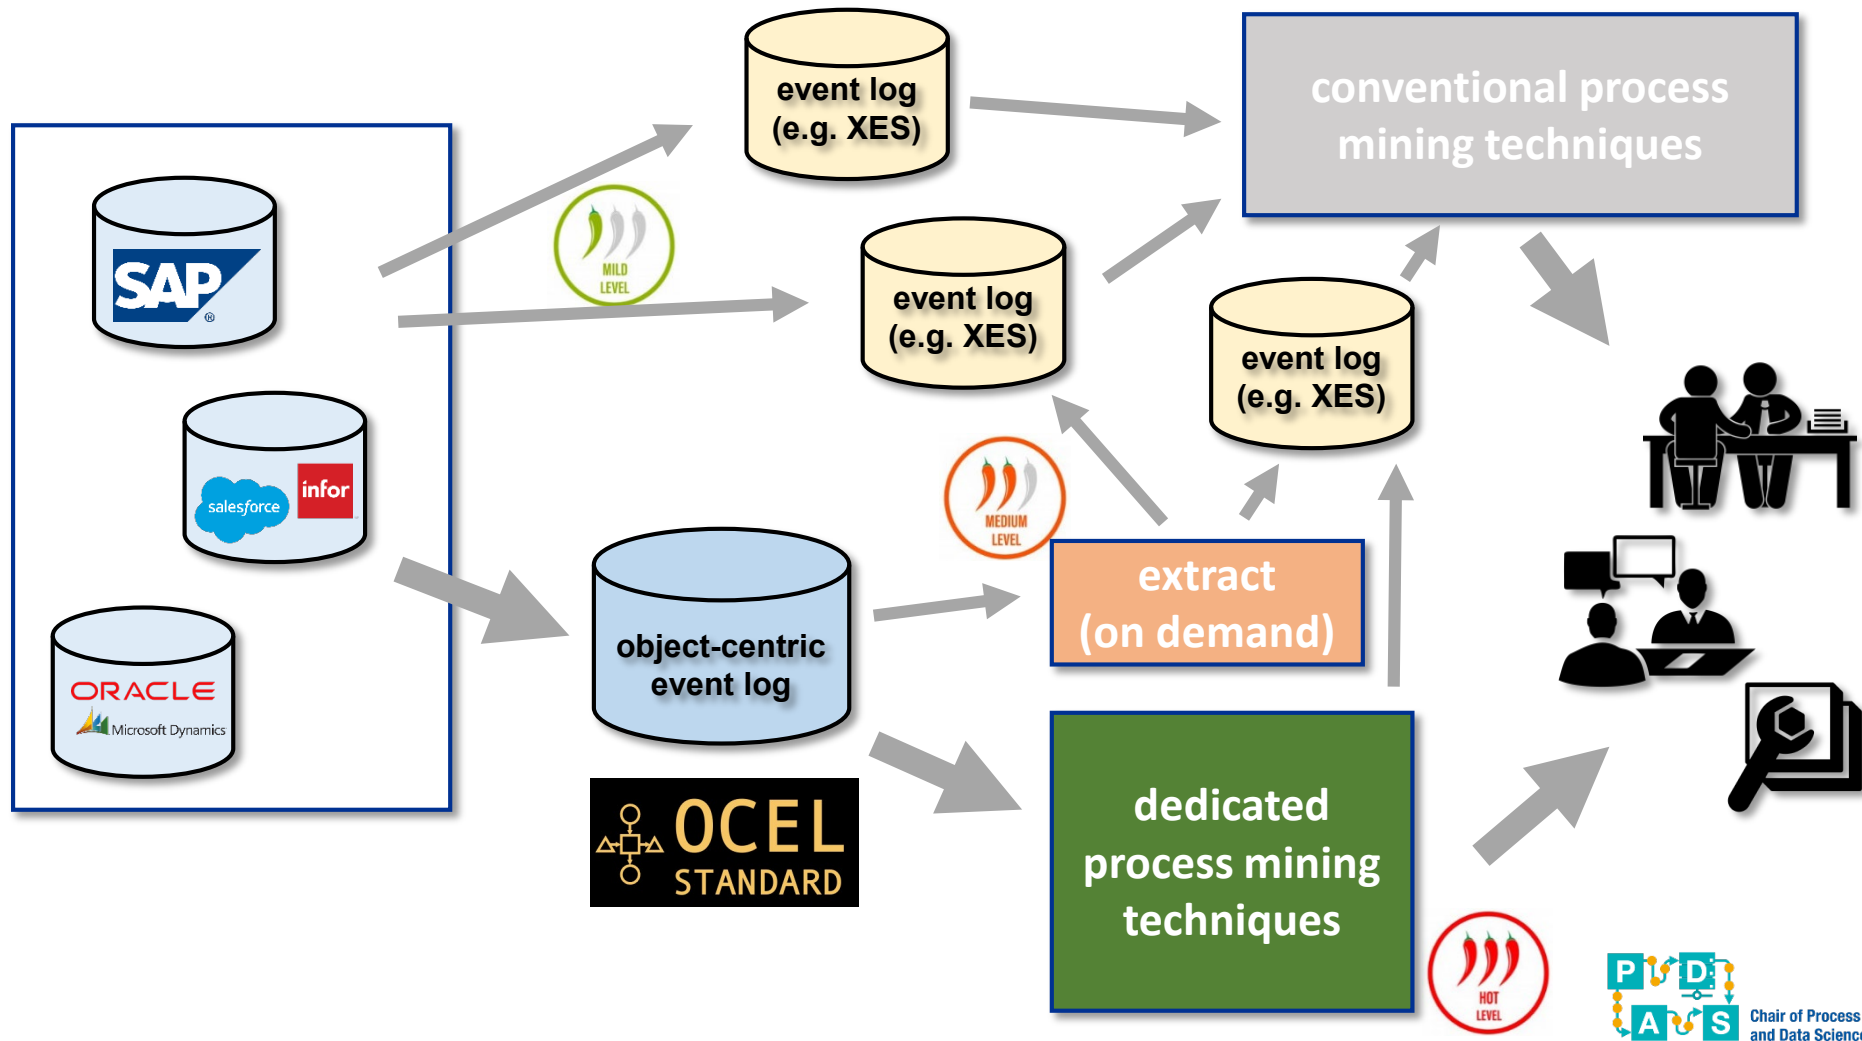 event log
(e.g. XES)
conventional process
mining techniques
SAP
®
MILD
LEVEL
event log
(e.g. XES)
event log
(e.g. XES)
salesforce
infor
MEDIUM
LEVEL
extract
(on demand)
object-centric
event log
ORACLE
Microsoft Dynamics
OCEL
STANDARD
dedicated
process mining
techniques
HOT
LEVEL
P D
A S
Chair of Process
and Data Science